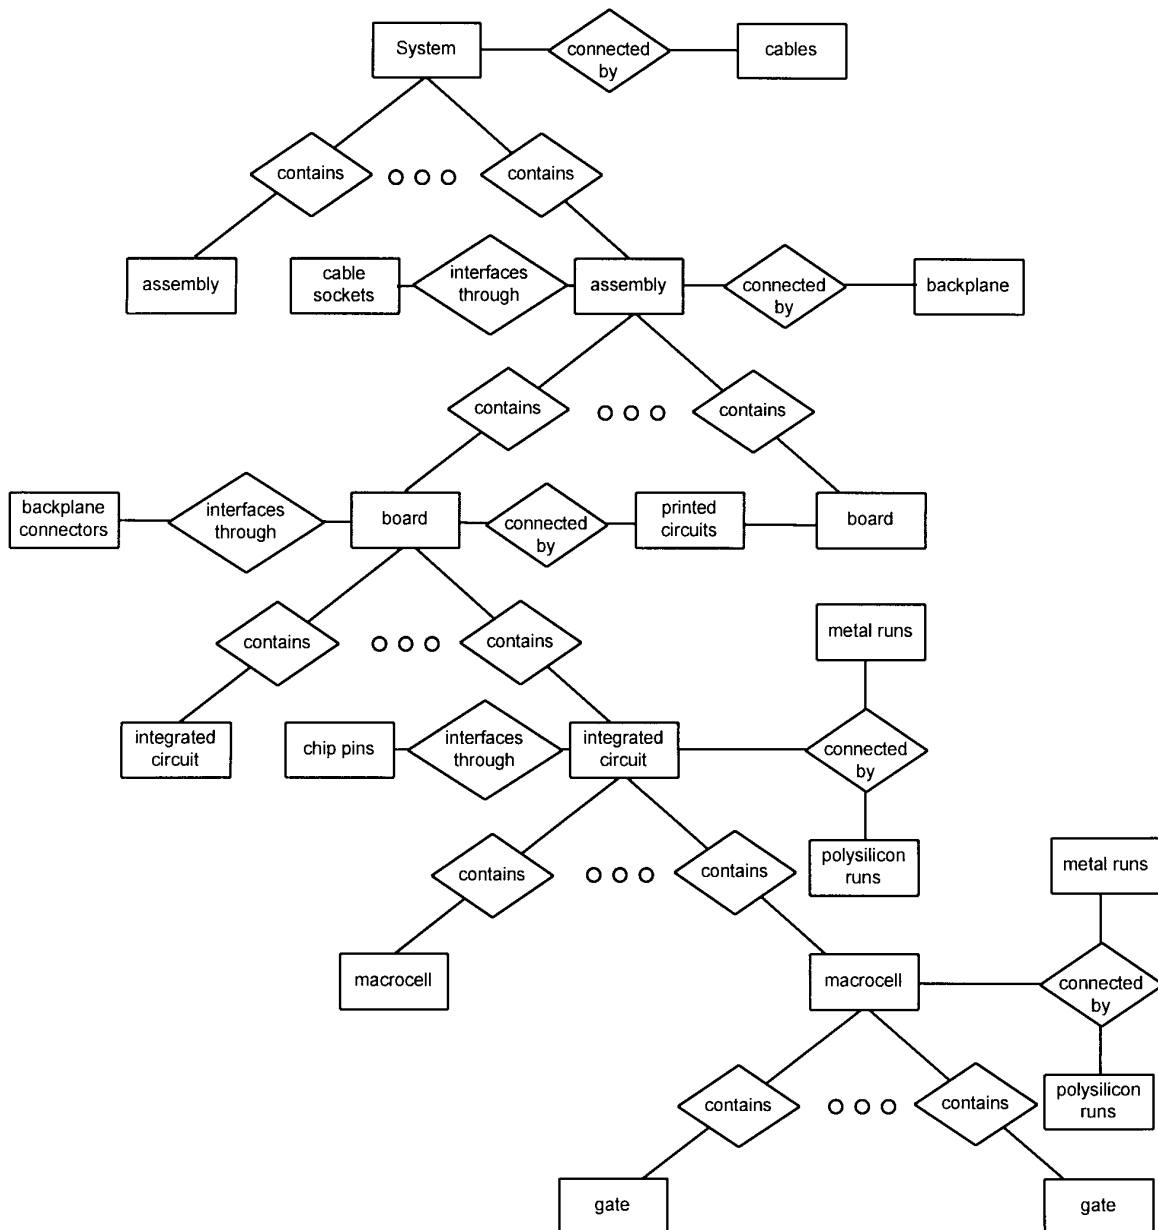 System
connected
by
cables
contains
contains
assembly
cable
sockets
interfaces
through
assembly
connected
by
backplane
contains
contains
backplane
connectors
interfaces
through
board
connected
by
printed
circuits
board
contains
contains
metal runs
integrated
circuit
chip pins
interfaces
through
integrated
circuit
connected
by
contains
contains
polysilicon
runs
metal runs
macrocell
macrocell
connected
by
contains
contains
polysilicon
runs
gate
gate